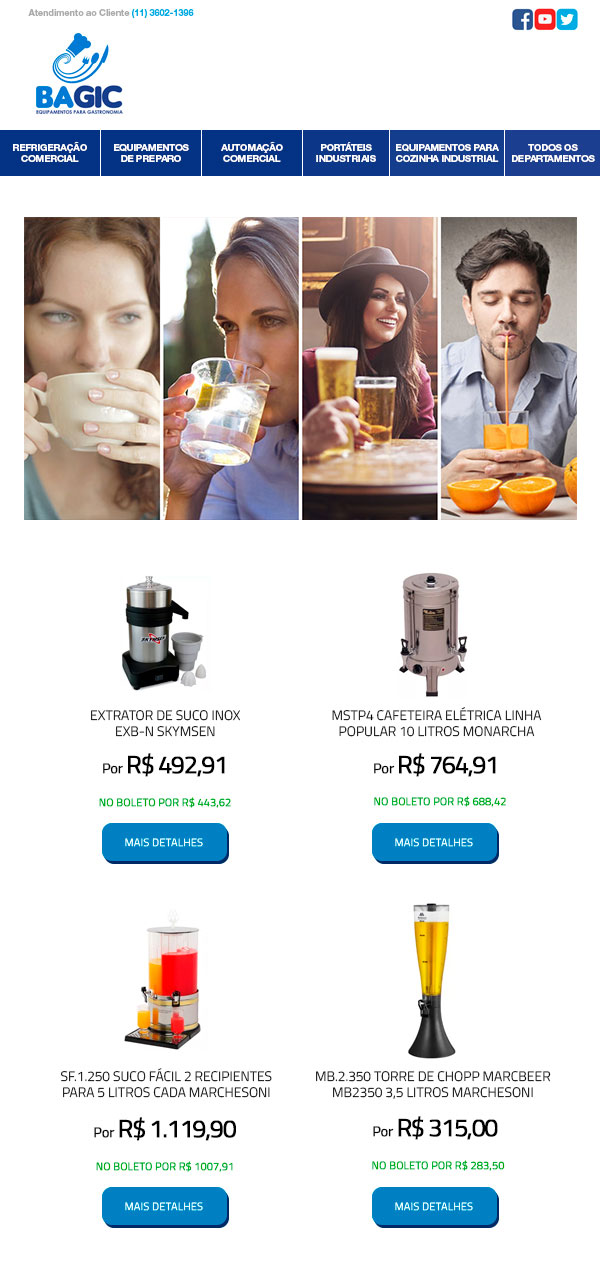 Atendimento ao Cliente (11) 3602-1396
BAGIC
EQUIPAMENTOS PARA GASTRONOMIA
REFRIGERAÇÃO
COMERCIAL
EQUIPAMENTOS
DE PREPARO
AUTOMAÇÃO
COMERCIAL
PORTÁTEIS
INDUSTRIAIS
EQUIPAMENTOS PARA
COZINHA INDUSTRIAL
TODOS OS
DEPARTAMENTOS
SKYMSEN
EXTRATOR DE SUCO INOX
EXB-N SKYMSEN
Por R$ 492,91
NO BOLETO POR R$ 443,62
MAIS DETALHES
MSTP4 CAFETEIRA ELÉTRICA LINHA
POPULAR 10 LITROS MONARCHA
Por R$ 764,91
NO BOLETO POR R$ 688,42
MAIS DETALHES
SF.1.250 SUCO FÁCIL 2 RECIPIENTES
PARA 5 LITROS CADA MARCHESONI
Por R$ 1.119,90
NO BOLETO POR R$ 1007,91
MAIS DETALHES
MB.2.350 TORRE DE CHOPP MARCBEER
MB2350 3,5 LITROS MARCHESONI
Por R$ 315,00
NO BOLETO POR R$ 283,50
MAIS DETALHES